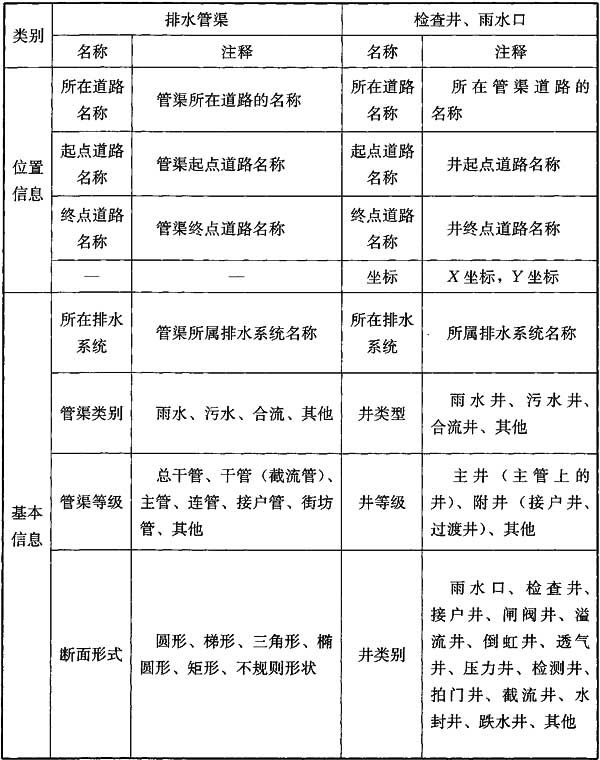 类别
排水管渠
检查井、雨水口
名称
注释
名称
注释
位置
信息
所在道路
名称
管渠所在道路的名称
所在道路
名称
所在管渠道路的
名称
起点道路
名称
管渠起点道路名称
起点道路
名称
井起点道路名称
终点道路
名称
管渠终点道路名称
终点道路
名称
井终点道路名称
—
—
坐标
X 坐标，Y 坐标
基本
信息
所在排水
系统
管渠所属排水系统名称
所在排水
系统
所属排水系统名称
管渠类别
雨水、污水、合流、其他
井类型
雨水井、污水井、
合流井、其他
管渠等级
总干管、干管（截流管）、
主管、连管、接户管、街坊
管、其他
井等级
主井（主管上的
井）、附井（接户井、
过渡井）、其他
断面形式
圆形、梯形、三角形、椭
圆形、矩形、不规则形状
井类别
雨水口、检查井、
接户井、闸阀井、溢
流井、倒虹井、透气
井、压力井、检测井、
拍门井、截流井、水
封井、跌水井、其他